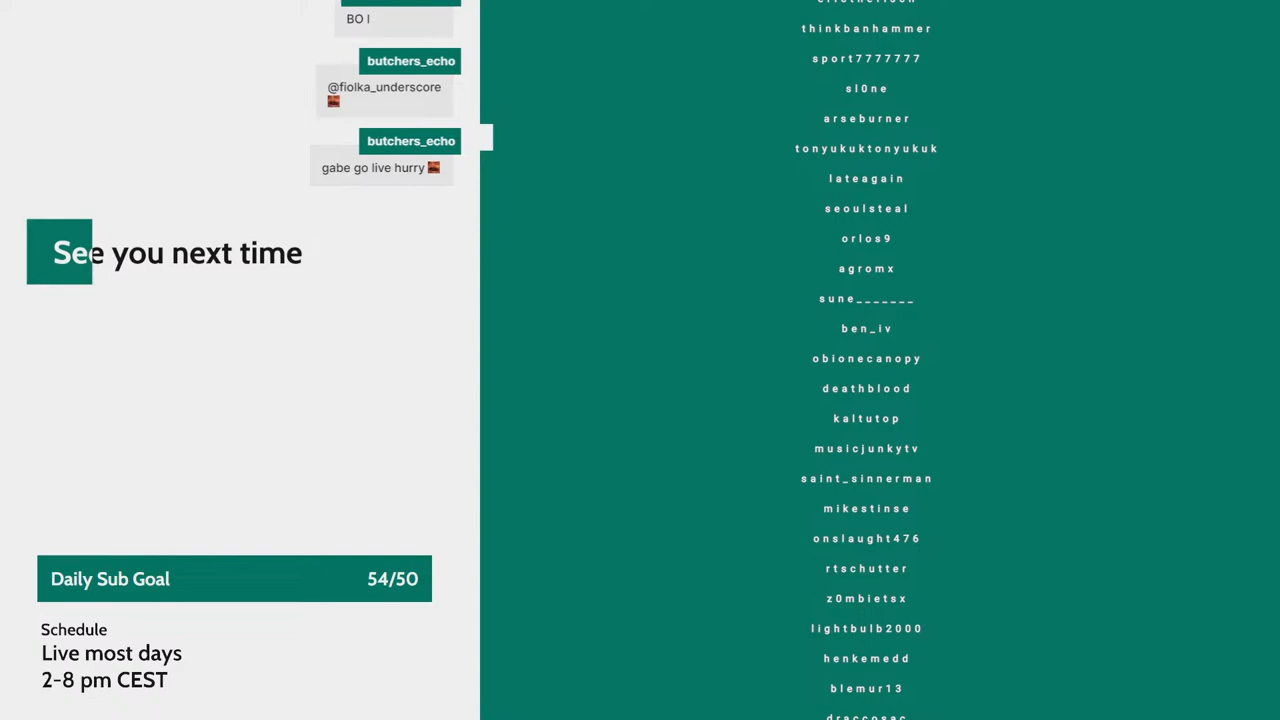 BO I
butchers_echo
@fiolka_underscore
butchers_echo
gabe go live hurry
See you next time
Daily Sub Goal 54/50
Schedule
Live most days
2-8 pm CEST
thinkbanhammer
sport7777777
sl0ne
arseburner
tonyukuktonyukuk
lateagain
seoulsteal
orlos9
agromx
sune_______
ben_iv
obionecanopy
deathblood
kaltutop
musicjunkytv
saint_sinnerman
mikestinse
onslaught476
rtschutter
z0mbietsx
lightbulb2000
henkemedd
blemur13